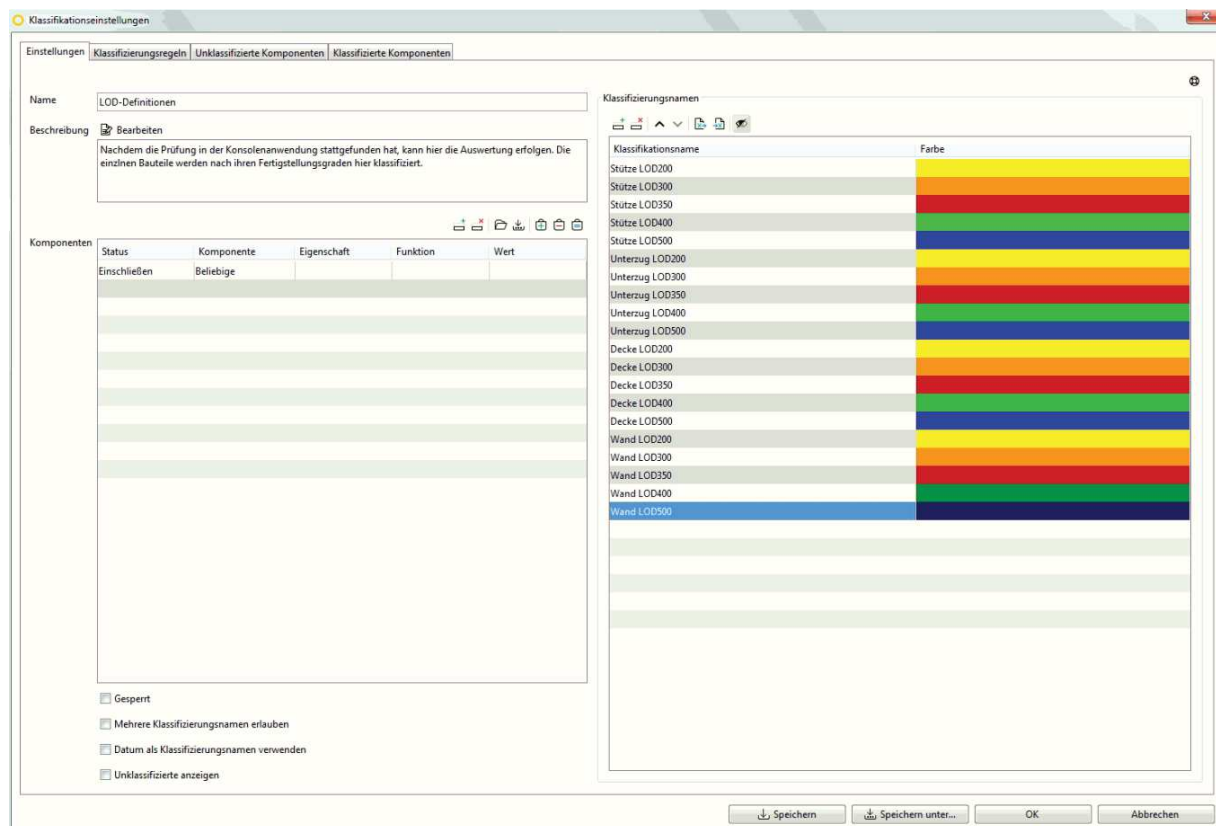 Klassifikationseinstellungen
Einstellungen Klassifizierungsregeln Unklassifizierte Komponenten Klassifizierte Komponenten
Name LOD-Definitionen
Beschreibung Bearbeiten
Nachdem die Prüfung in der Konsolenanwendung stattgefunden hat, kann hier die Auswertung erfolgen. Die
einzlnen Bauteile werden nach ihren Fertigstellungsgraden hier klassifiziert.
Komponenten
Status Komponente Eigenschaft Funktion Wert
Einschließen Beliebige
Gesperrt
Mehrere Klassifizierungsnamen erlauben
Datum als Klassifizierungsnamen verwenden
Unklassifizierte anzeigen
Klassifizierungsnamen
Klassifikationsname Farbe
Stütze LOD200
Stütze LOD300
Stütze LOD350
Stütze LOD400
Stütze LOD500
Unterzug LOD200
Unterzug LOD300
Unterzug LOD350
Unterzug LOD400
Unterzug LOD500
Decke LOD200
Decke LOD300
Decke LOD350
Decke LOD400
Decke LOD500
Wand LOD200
Wand LOD300
Wand LOD350
Wand LOD400
Wand LOD500
Speichern Speichern unter... OK Abbrechen